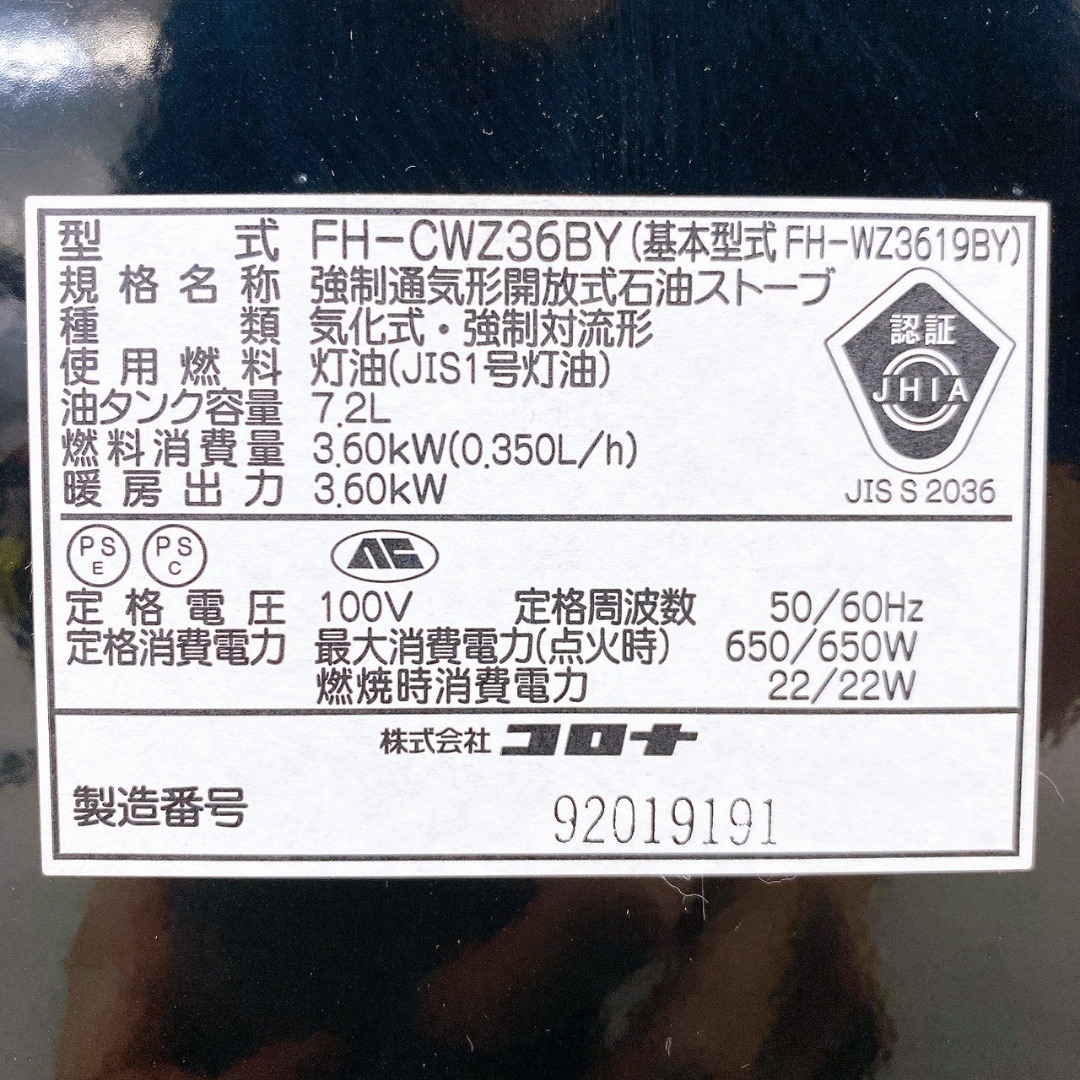 型式 FH-CWZ36BY(基本型式FH-WZ3619BY)
規格名称 強制通気形開放式石油ストーブ
種類 気化式・強制対流形
使用燃料 灯油(JIS1号灯油)
油タンク容量 7.2L
燃料消費量 3.60kW(0.350L/h)
暖房出力 3.60kW
認証
JHIA
JIS S 2036
PS E PS C
定格電圧 100V 定格周波数 50/60Hz
定格消費電力 最大消費電力(点火時) 650/650W
燃焼時消費電力 22/22W
株式会社コロナ
製造番号 92019191